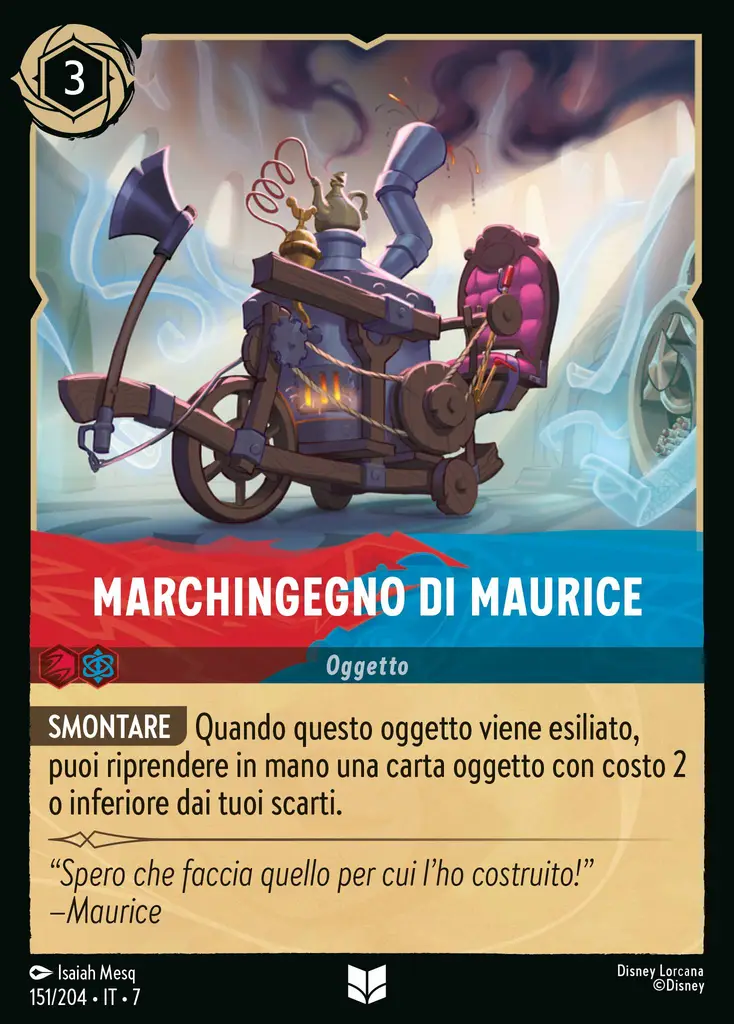 3
MARCHINGEGNO DI MAURICE
Oggetto
SMONTARE Quando questo oggetto viene esiliato,
puoi riprendere in mano una carta oggetto con costo 2
o inferiore dai tuoi scarti.
“Spero che faccia quello per cui l’ho costruito!”
–Maurice
Isaiah Mesq
Disney Lorcana
©Disney
151/204 • IT • 7